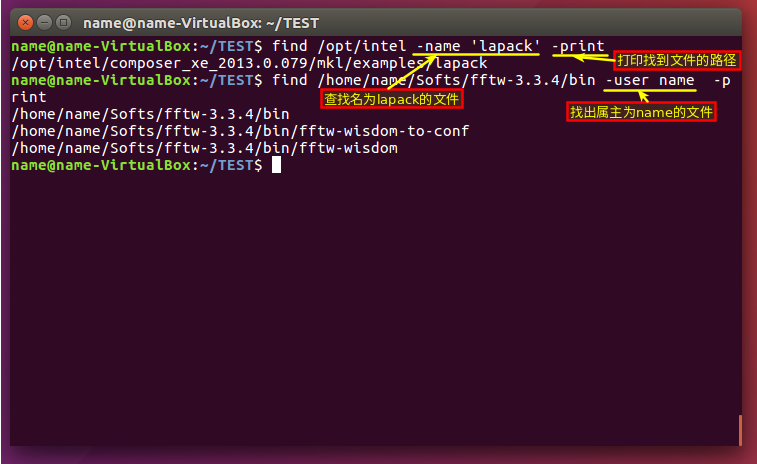 name@name-VirtualBox: ~/TEST
name@name-VirtualBox:~/TEST$ find /opt/intel -name 'lapack' -print
打印找到文件的路径
/opt/intel/composer_xe_2013.0.079/mkl/examples/lapack
name@name-VirtualBox:~/TEST$ find /home/name/Softs/fftw-3.3.4/bin -user name  -p
rint
查找名为lapack的文件
找出属主为name的文件
/home/name/Softs/fftw-3.3.4/bin
/home/name/Softs/fftw-3.3.4/bin/fftw-wisdom-to-conf
/home/name/Softs/fftw-3.3.4/bin/fftw-wisdom
name@name-VirtualBox:~/TEST$